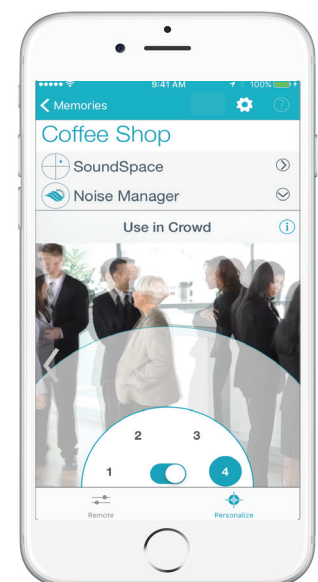 9:41 AM 100%
Memories ?
Coffee Shop
SoundSpace
Noise Manager
Use in Crowd i
2 3
1 4
Remote Personalize